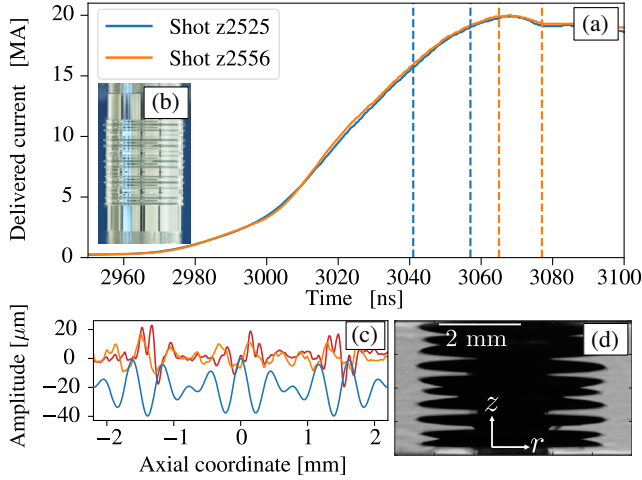 Delivered current [MA]
20
15
10
5
0
Shot z2525
Shot z2556
(a)
(b)
2960 2980 3000 3020 3040 3060 3080 3100
Time [ns]
Amplitude [μm]
20
0
−20
−40
(c)
−2 −1 0 1 2
Axial coordinate [mm]
2 mm
(d)
z
r